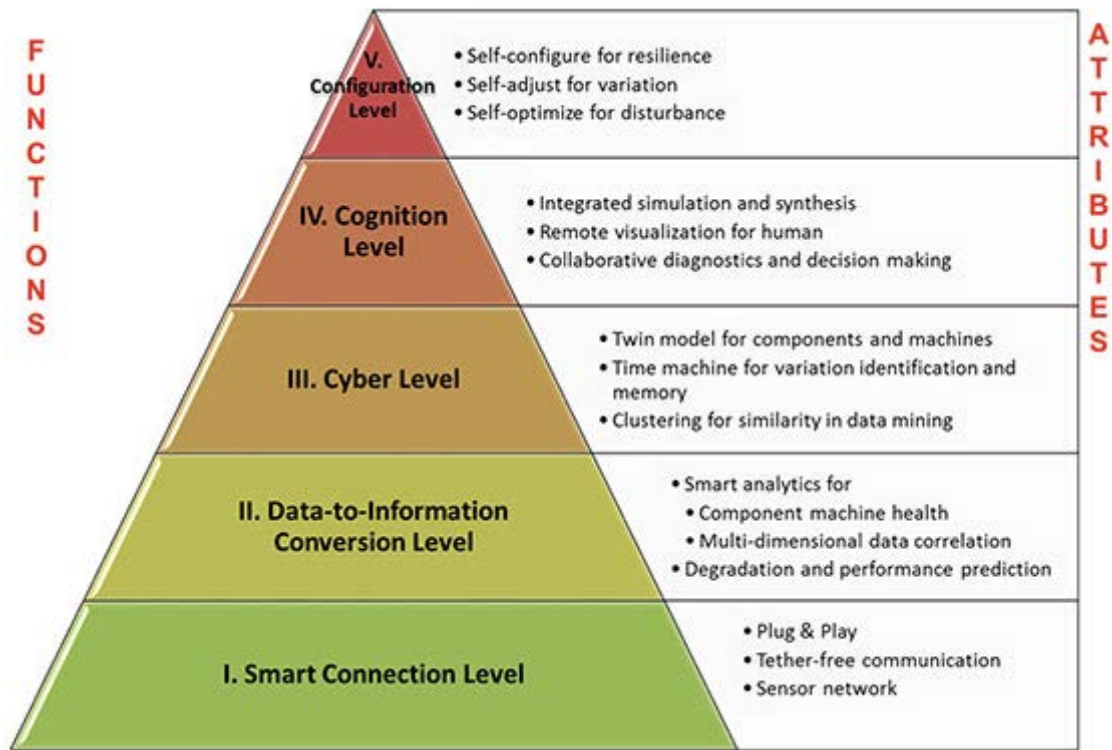 FUNCTIONS
ATTRIBUTES
V.
Configuration
Level
• Self-configure for resilience
• Self-adjust for variation
• Self-optimize for disturbance
IV. Cognition
Level
• Integrated simulation and synthesis
• Remote visualization for human
• Collaborative diagnostics and decision making
III. Cyber Level
• Twin model for components and machines
• Time machine for variation identification and
memory
• Clustering for similarity in data mining
II. Data-to-Information
Conversion Level
• Smart analytics for
• Component machine health
• Multi-dimensional data correlation
• Degradation and performance prediction
I. Smart Connection Level
• Plug & Play
• Tether-free communication
• Sensor network